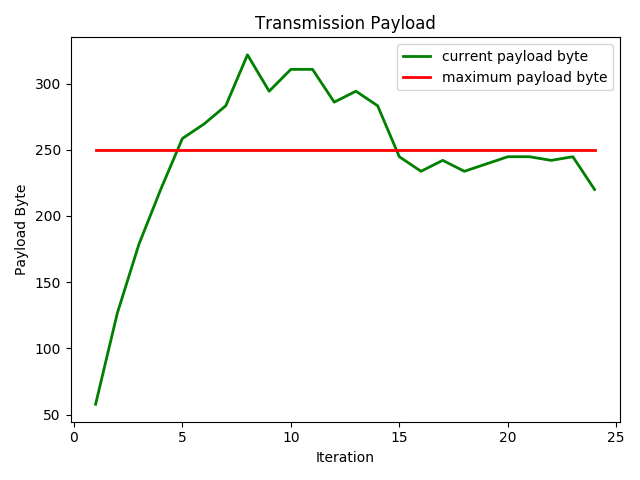 Transmission Payload
current payload byte
maximum payload byte
Payload Byte
300
250
200
150
100
50
0
5
10
15
20
25
Iteration